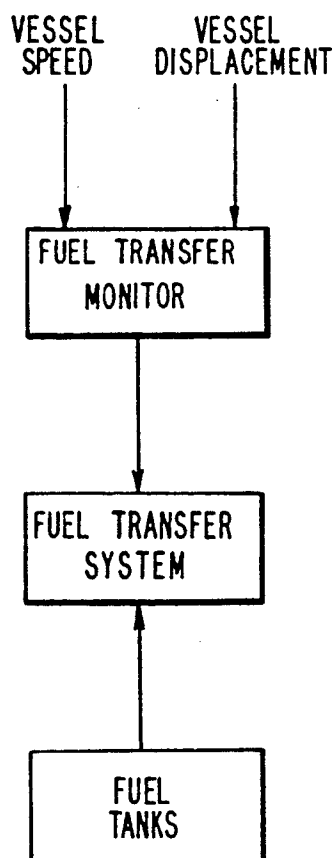 VESSEL SPEED
VESSEL DISPLACEMENT
FUEL TRANSFER
MONITOR
FUEL TRANSFER
SYSTEM
FUEL
TANKS